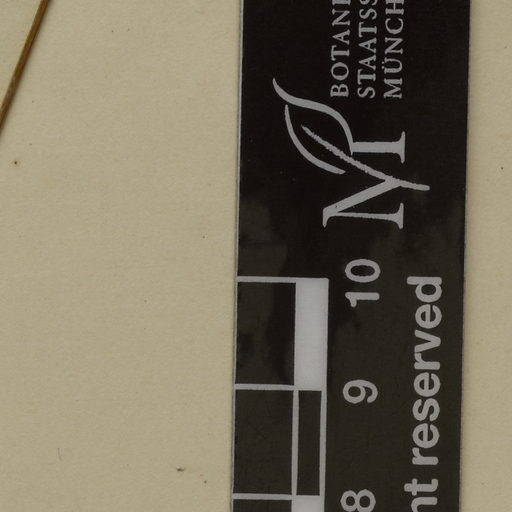 BOTANI
STAATSS
MÜNCH
M
10
9
8
nt reserved